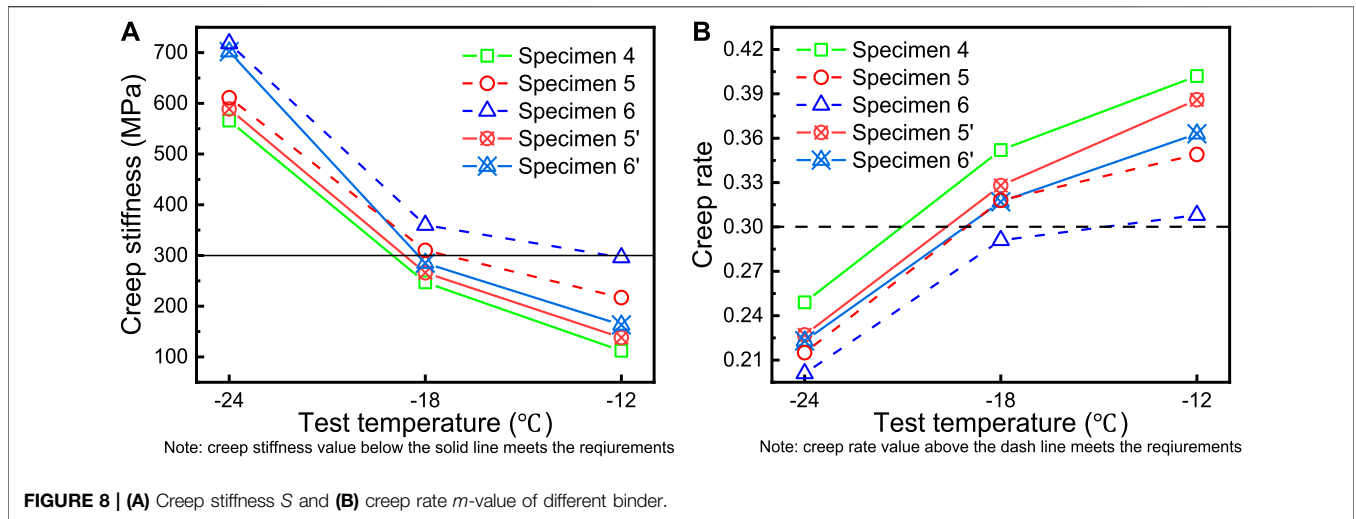 A
700
600
500
400
300
200
100
Creep stiffness (MPa)
Specimen 4
Specimen 5
Specimen 6
Specimen 5'
Specimen 6'
-24
-18
-12
Test temperature (℃)
Note: creep stiffness value below the solid line meets the reqiurements
B
0.42
0.39
0.36
0.33
0.30
0.27
0.24
0.21
Creep rate
Specimen 4
Specimen 5
Specimen 6
Specimen 5'
Specimen 6'
-24
-18
-12
Test temperature (℃)
Note: creep rate value above the dash line meets the reqiurements
FIGURE 8 | (A) Creep stiffness S and (B) creep rate m-value of different binder.